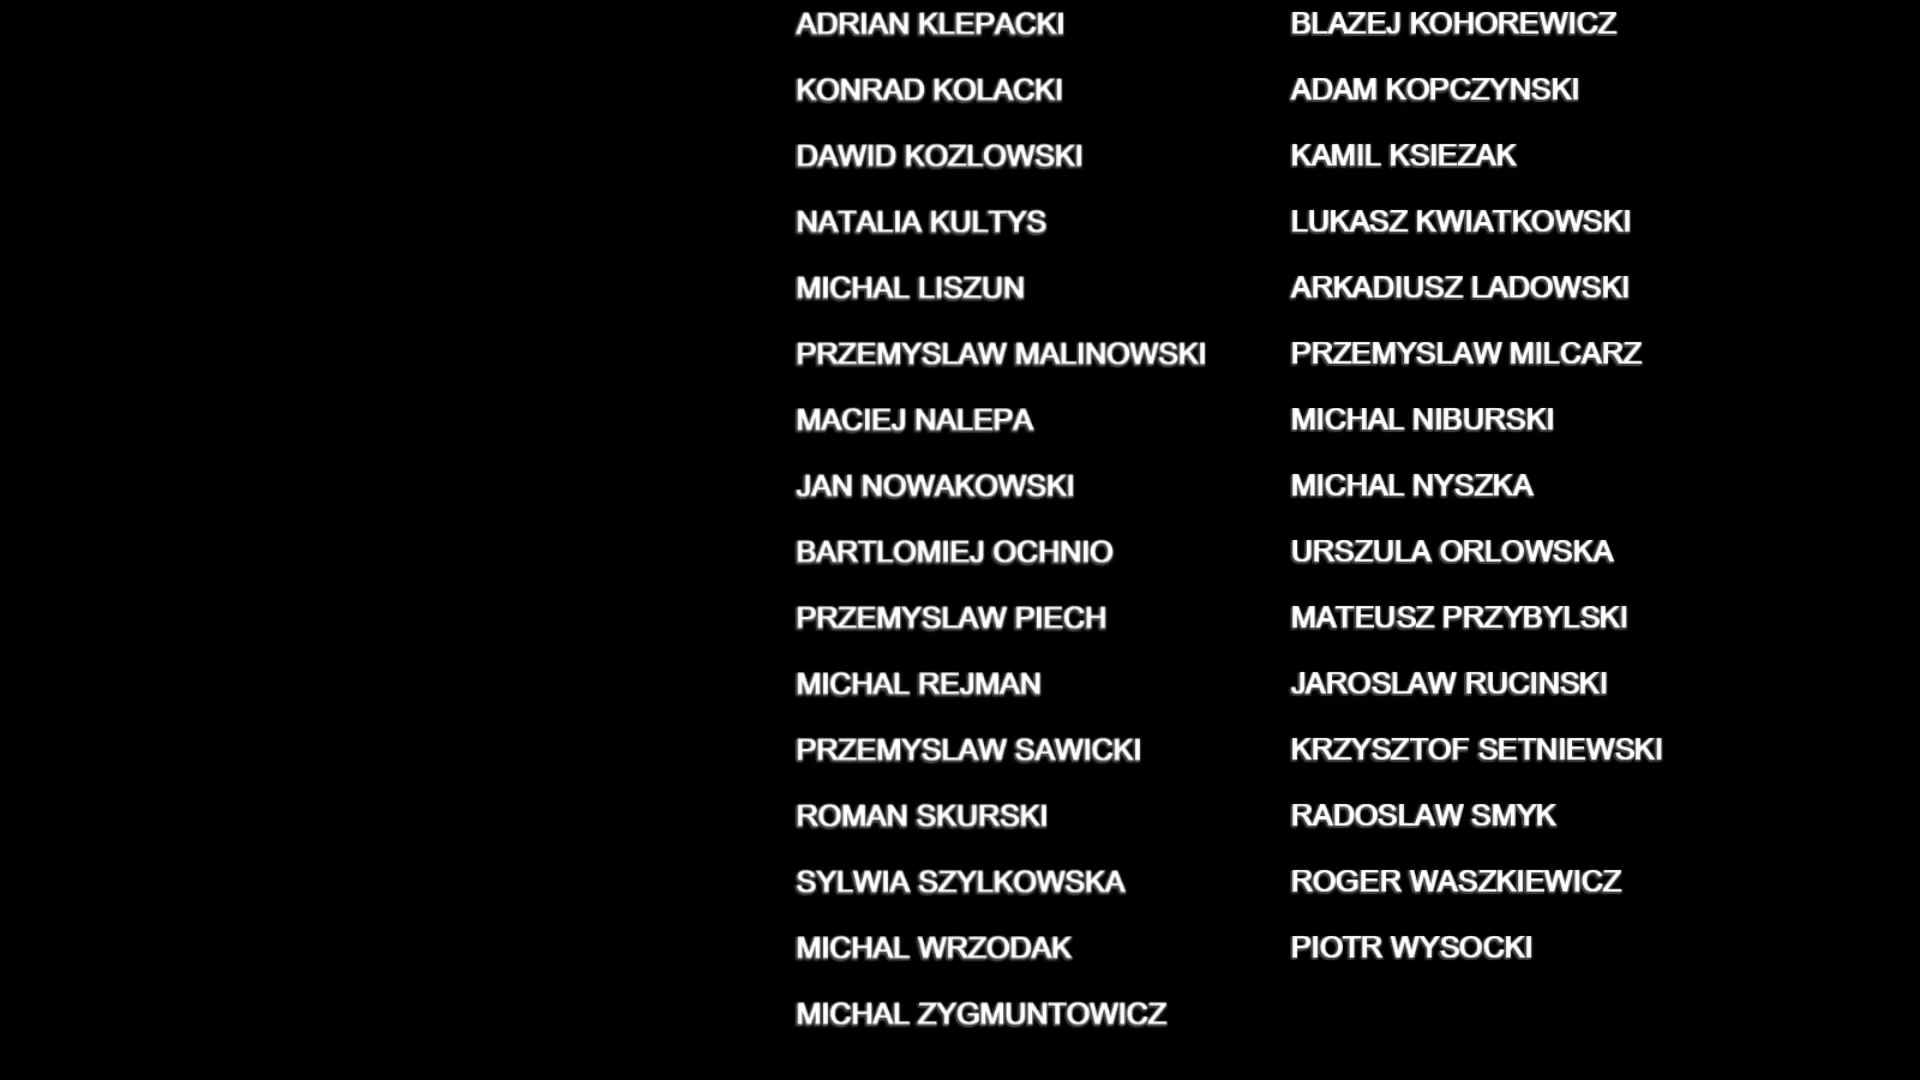 ADRIAN KLEPACKI BLAZEJ KOHOREWICZ
KONRAD KOLACKI ADAM KOPCZYNSKI
DAWID KOZLOWSKI KAMIL KSIEZAK
NATALIA KULTYS LUKASZ KWIATKOWSKI
MICHAL LISZUN ARKADIUSZ LADOWSKI
PRZEMYSLAW MALINOWSKI PRZEMYSLAW MILCARZ
MACIEJ NALEPA MICHAL NIBURSKI
JAN NOWAKOWSKI MICHAL NYSZKA
BARTLOMIEJ OCHNIO URSZULA ORLOWSKA
PRZEMYSLAW PIECH MATEUSZ PRZYBYLSKI
MICHAL REJMAN JAROSLAW RUCINSKI
PRZEMYSLAW SAWICKI KRZYSZTOF SETNIEWSKI
ROMAN SKURSKI RADOSLAW SMYK
SYLWIA SZYLKOWSKA ROGER WASZKIEWICZ
MICHAL WRZODAK PIOTR WYSOCKI
MICHAL ZYGMUNTOWICZ